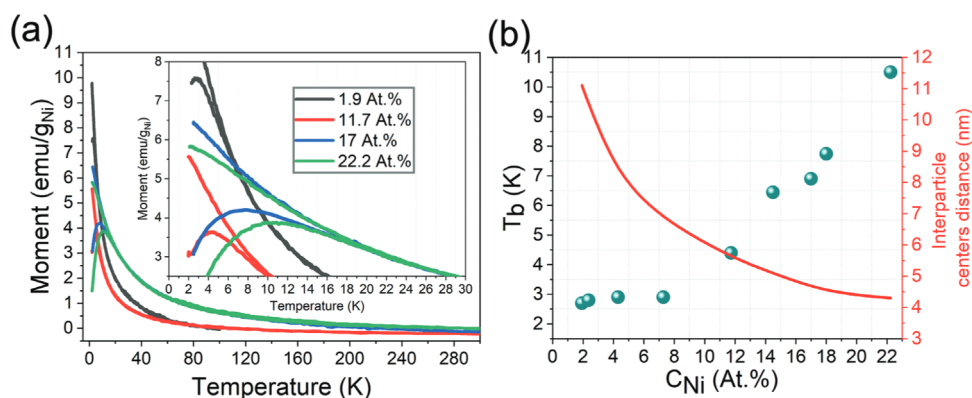 (a)
11
10
9
8
7
6
5
4
3
2
1
0
Moment (emu/gNi)
0 40 80 120 160 200 240 280
Temperature (K)
8
7
6
5
4
3
Moment (emu/gNi)
0 2 4 6 8 10 12 14 16 18 20 22 24 26 28 30
Temperature (K)
1.9 At.%
11.7 At.%
17 At.%
22.2 At.%
(b)
11
10
9
8
7
6
5
4
3
2
Tb (K)
0 2 4 6 8 10 12 14 16 18 20 22
CNi (At.%)
12
11
10
9
8
7
6
5
4
3
Interparticle
centers distance (nm)